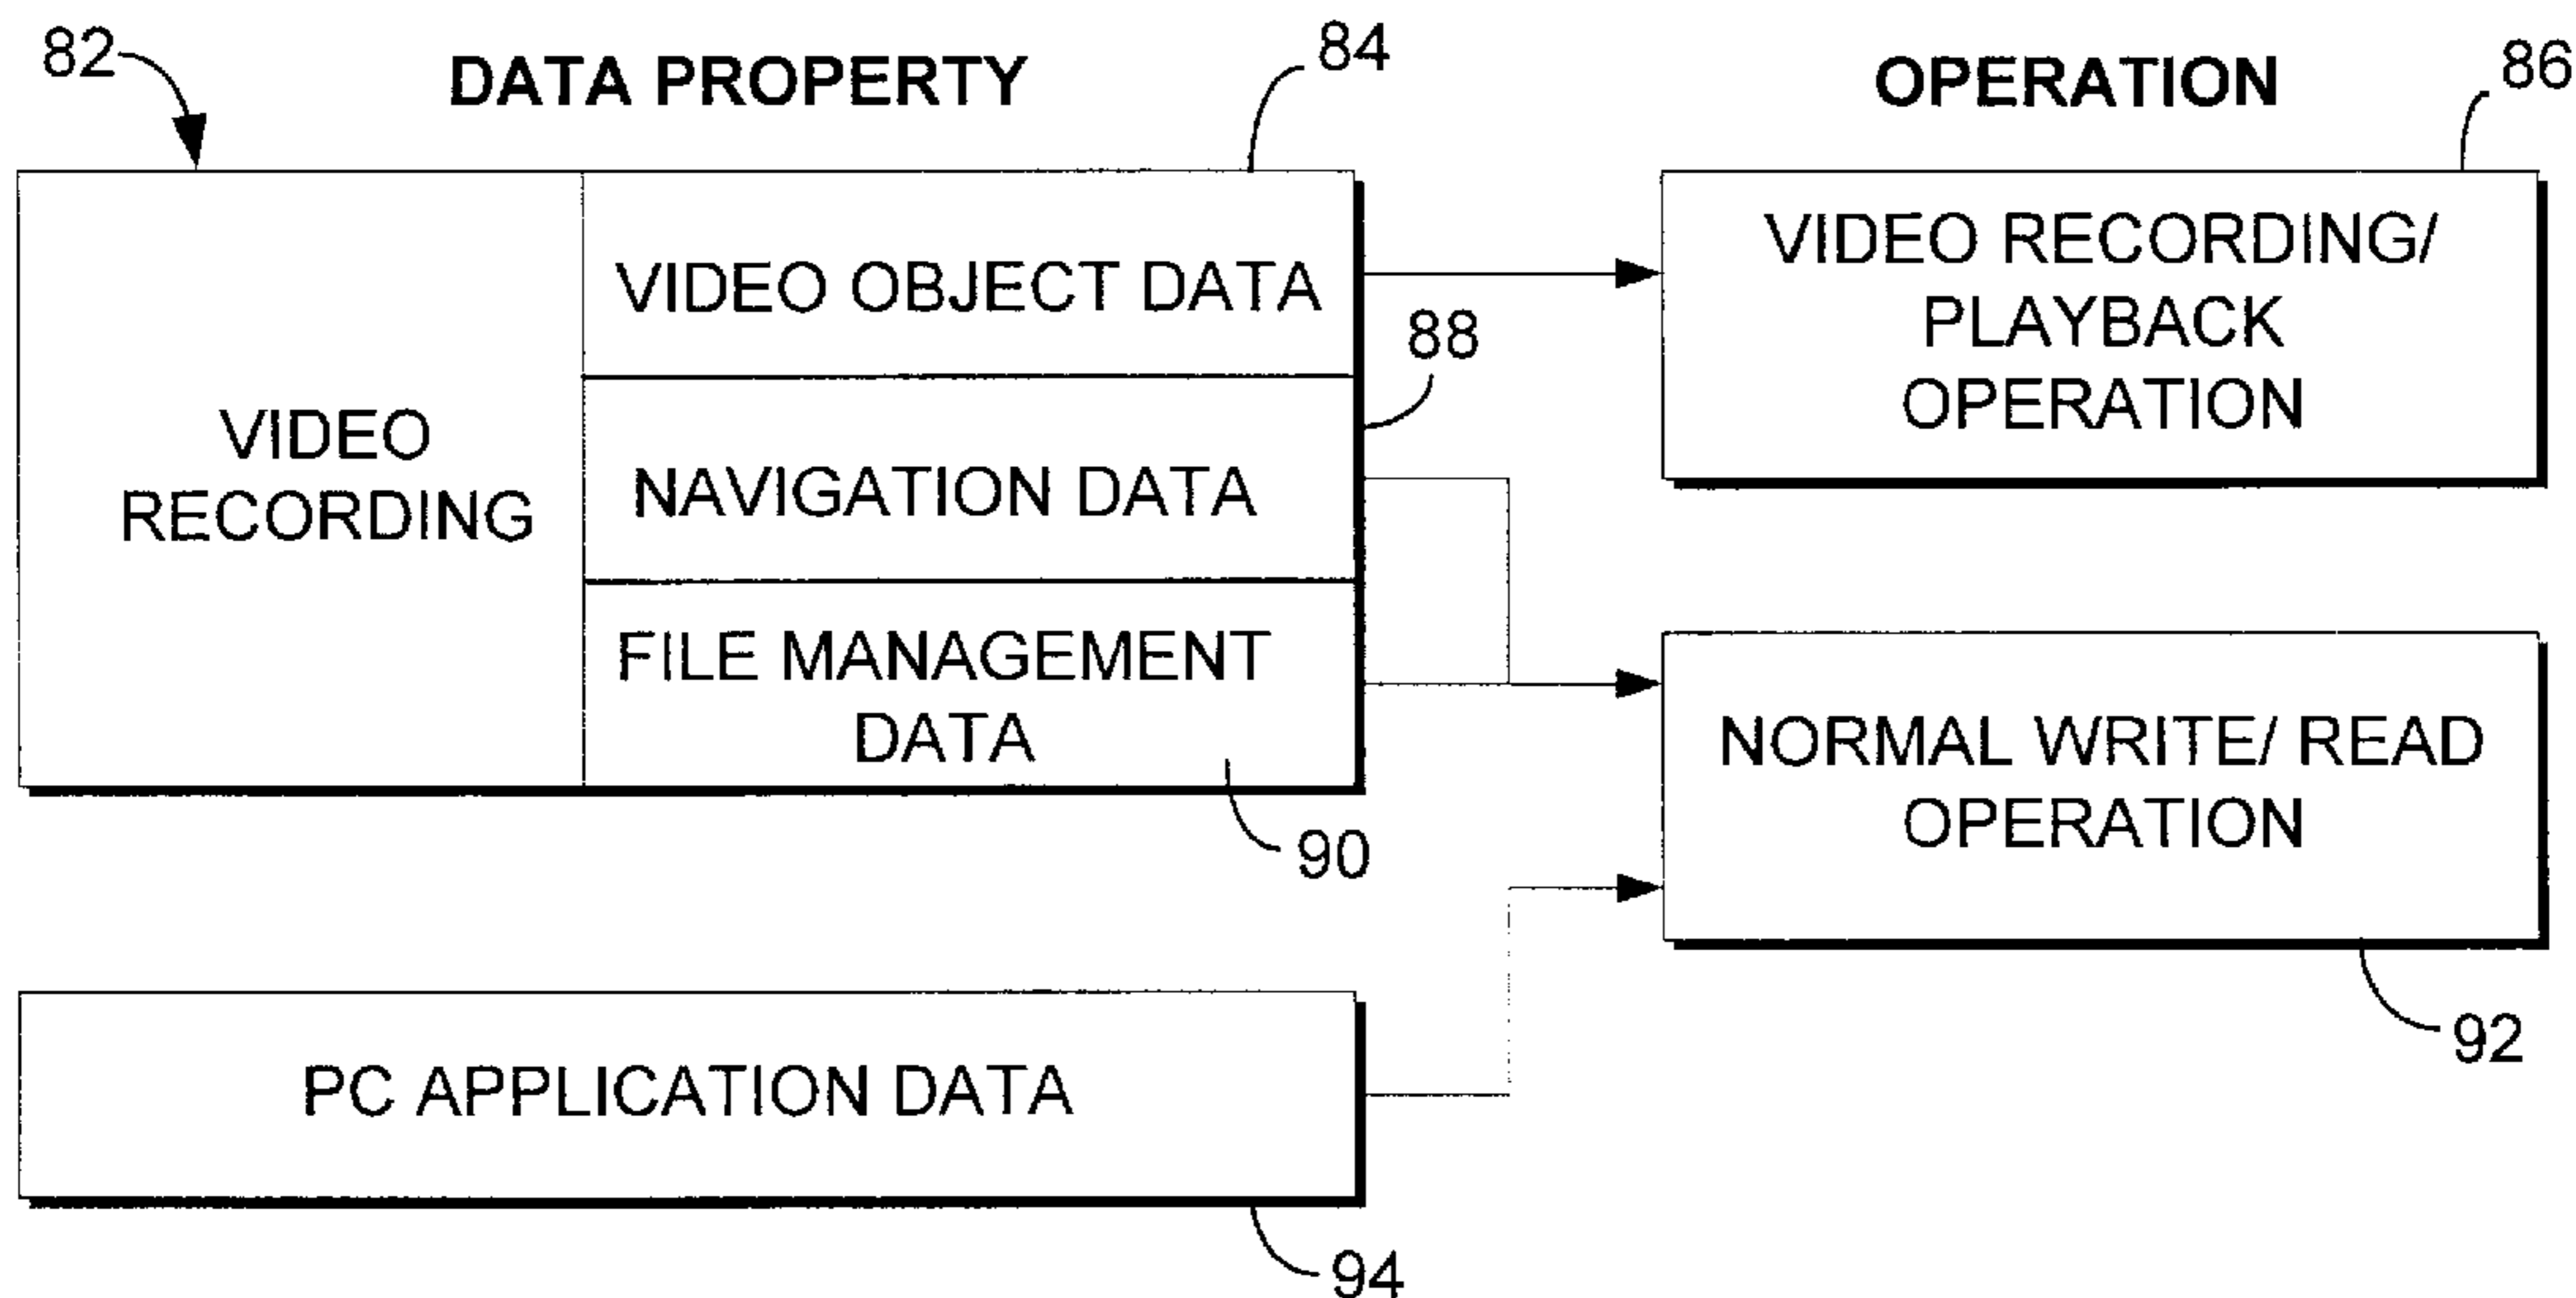 82
DATA PROPERTY
84
OPERATION
86
VIDEO
RECORDING
VIDEO OBJECT DATA
88
NAVIGATION DATA
FILE MANAGEMENT
DATA
90
VIDEO RECORDING/
PLAYBACK
OPERATION
NORMAL WRITE/ READ
OPERATION
92
PC APPLICATION DATA
94